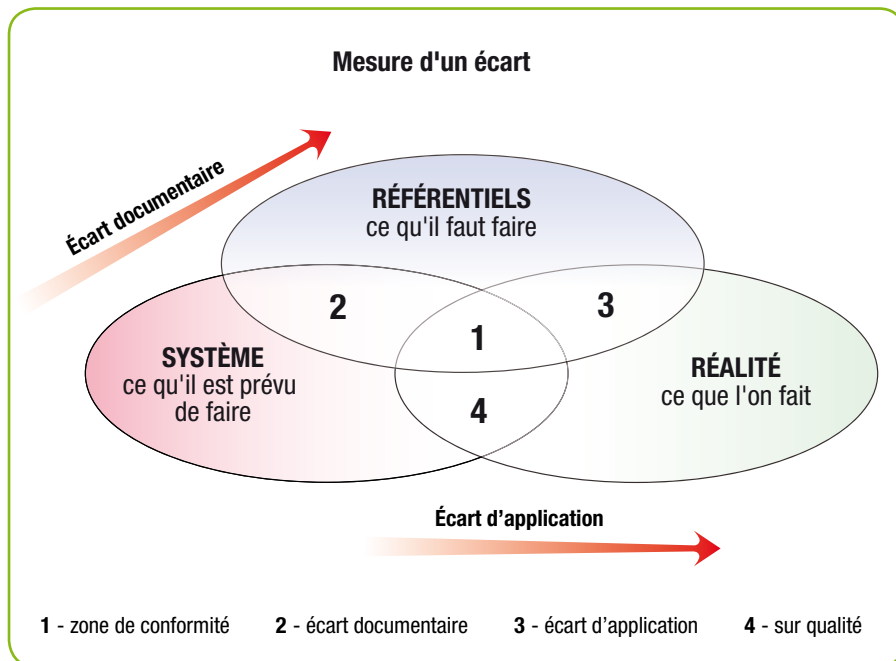 Mesure d'un écart
Écart documentaire
RÉFÉRENTIELS
ce qu'il faut faire
2
3
1
SYSTÈME
ce qu'il est prévu
de faire
RÉALITÉ
ce que l'on fait
4
Écart d’application
1 - zone de conformité 2 - écart documentaire 3 - écart d’application 4 - sur qualité